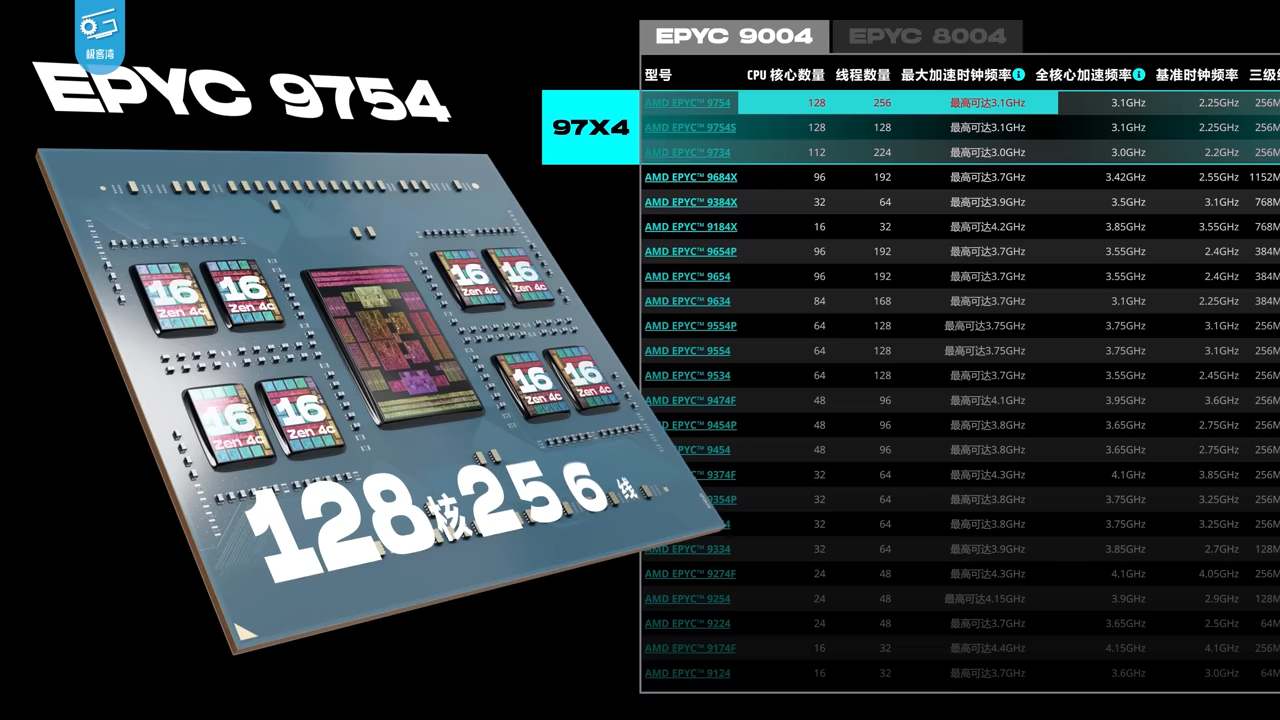 极客湾
EPYC 9754
16 Zen 4c
16 Zen 4c
16 Zen 4c
16 Zen 4c
16 Zen 4c
16 Zen 4c
16 Zen 4c
16 Zen 4c
128核256线
EPYC 9004 EPYC 8004
型号 CPU 核心数量 线程数量 最大加速时钟频率 全核心加速频率 基准时钟频率
97X4
AMD EPYC™ 9754 128 256 最高可达3.1GHz 3.1GHz 2.25GHz 256M
AMD EPYC™ 9754S 128 128 最高可达3.1GHz 3.1GHz 2.25GHz 256M
AMD EPYC™ 9734 112 224 最高可达3.0GHz 3.0GHz 2.2GHz 256M
AMD EPYC™ 9684X 96 192 最高可达3.7GHz 3.42GHz 2.55GHz 1152M
AMD EPYC™ 9384X 32 64 最高可达3.9GHz 3.5GHz 3.1GHz 768M
AMD EPYC™ 9184X 16 32 最高可达4.2GHz 3.85GHz 3.55GHz 768M
AMD EPYC™ 9654P 96 192 最高可达3.7GHz 3.55GHz 2.4GHz 384M
AMD EPYC™ 9654 96 192 最高可达3.7GHz 3.55GHz 2.4GHz 384M
AMD EPYC™ 9634 84 168 最高可达3.7GHz 3.1GHz 2.25GHz 384M
AMD EPYC™ 9554P 64 128 最高可达3.75GHz 3.75GHz 3.1GHz 256M
AMD EPYC™ 9554 64 128 最高可达3.75GHz 3.75GHz 3.1GHz 256M
AMD EPYC™ 9534 64 128 最高可达3.7GHz 3.55GHz 2.45GHz 256M
AMD EPYC™ 9474F 48 96 最高可达4.1GHz 3.95GHz 3.6GHz 256M
EPYC™ 9454P 48 96 最高可达3.8GHz 3.65GHz 2.75GHz 256M
EPYC™ 9454 48 96 最高可达3.8GHz 3.65GHz 2.75GHz 256M
9374F 32 64 最高可达4.3GHz 4.1GHz 3.85GHz 256M
9354P 32 64 最高可达3.8GHz 3.75GHz 3.25GHz 256M
4 32 64 最高可达3.8GHz 3.75GHz 3.25GHz 256M
AMD EPYC™ 9334 32 64 最高可达3.9GHz 3.85GHz 2.7GHz 128M
AMD EPYC™ 9274F 24 48 最高可达4.3GHz 4.1GHz 4.05GHz 256M
AMD EPYC™ 9254 24 48 最高可达4.15GHz 3.9GHz 2.9GHz 128M
AMD EPYC™ 9224 24 48 最高可达3.7GHz 3.65GHz 2.5GHz 64M
AMD EPYC™ 9174F 16 32 最高可达4.4GHz 4.15GHz 4.1GHz 256M
AMD EPYC™ 9124 16 32 最高可达3.7GHz 3.6GHz 3.0GHz 64M